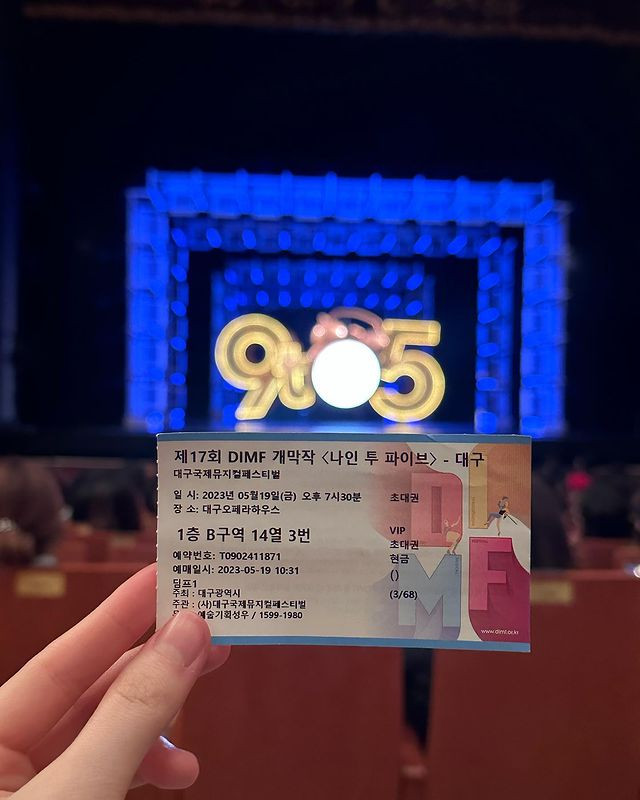 9 to 5
제17회 DIMF 개막작 <나인 투 파이브> - 대구
대구국제뮤지컬페스티벌
일 시: 2023년 05월19일(금) 오후 7시30분 초대권
장 소: 대구오페라하우스
1층 B구역 14열 3번 VIP
초대권
예약번호: T0902411871 현금
예매일시: 2023-05-19 10:31 ()
딤프1
주최 : 대구광역시 (3/68)
주관 : (사)대구국제뮤지컬페스티벌
예술기획성우 / 1599-1980
DIMF
www.dimf.or.kr